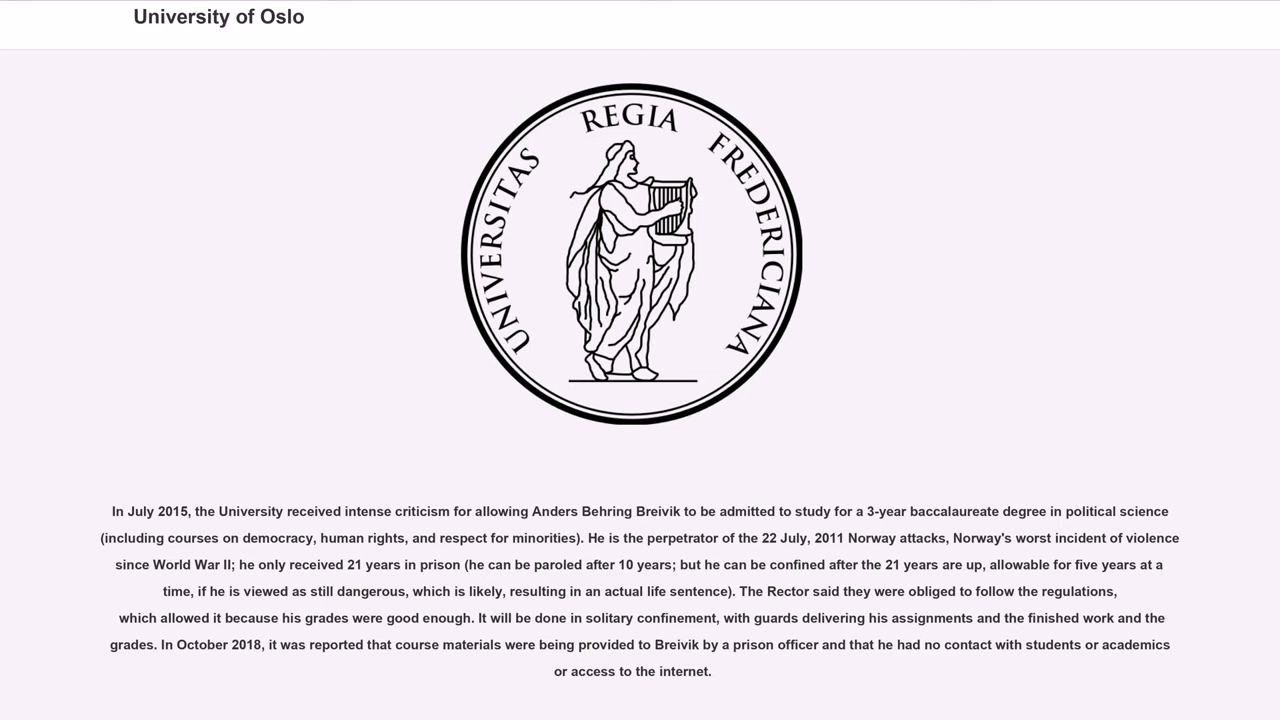 University of Oslo
UNIVERSITAS REGIA FREDERICIANA
In July 2015, the University received intense criticism for allowing Anders Behring Breivik to be admitted to study for a 3-year baccalaureate degree in political science
(including courses on democracy, human rights, and respect for minorities). He is the perpetrator of the 22 July, 2011 Norway attacks, Norway's worst incident of violence
since World War II; he only received 21 years in prison (he can be paroled after 10 years; but he can be confined after the 21 years are up, allowable for five years at a
time, if he is viewed as still dangerous, which is likely, resulting in an actual life sentence). The Rector said they were obliged to follow the regulations,
which allowed it because his grades were good enough. It will be done in solitary confinement, with guards delivering his assignments and the finished work and the
grades. In October 2018, it was reported that course materials were being provided to Breivik by a prison officer and that he had no contact with students or academics
or access to the internet.